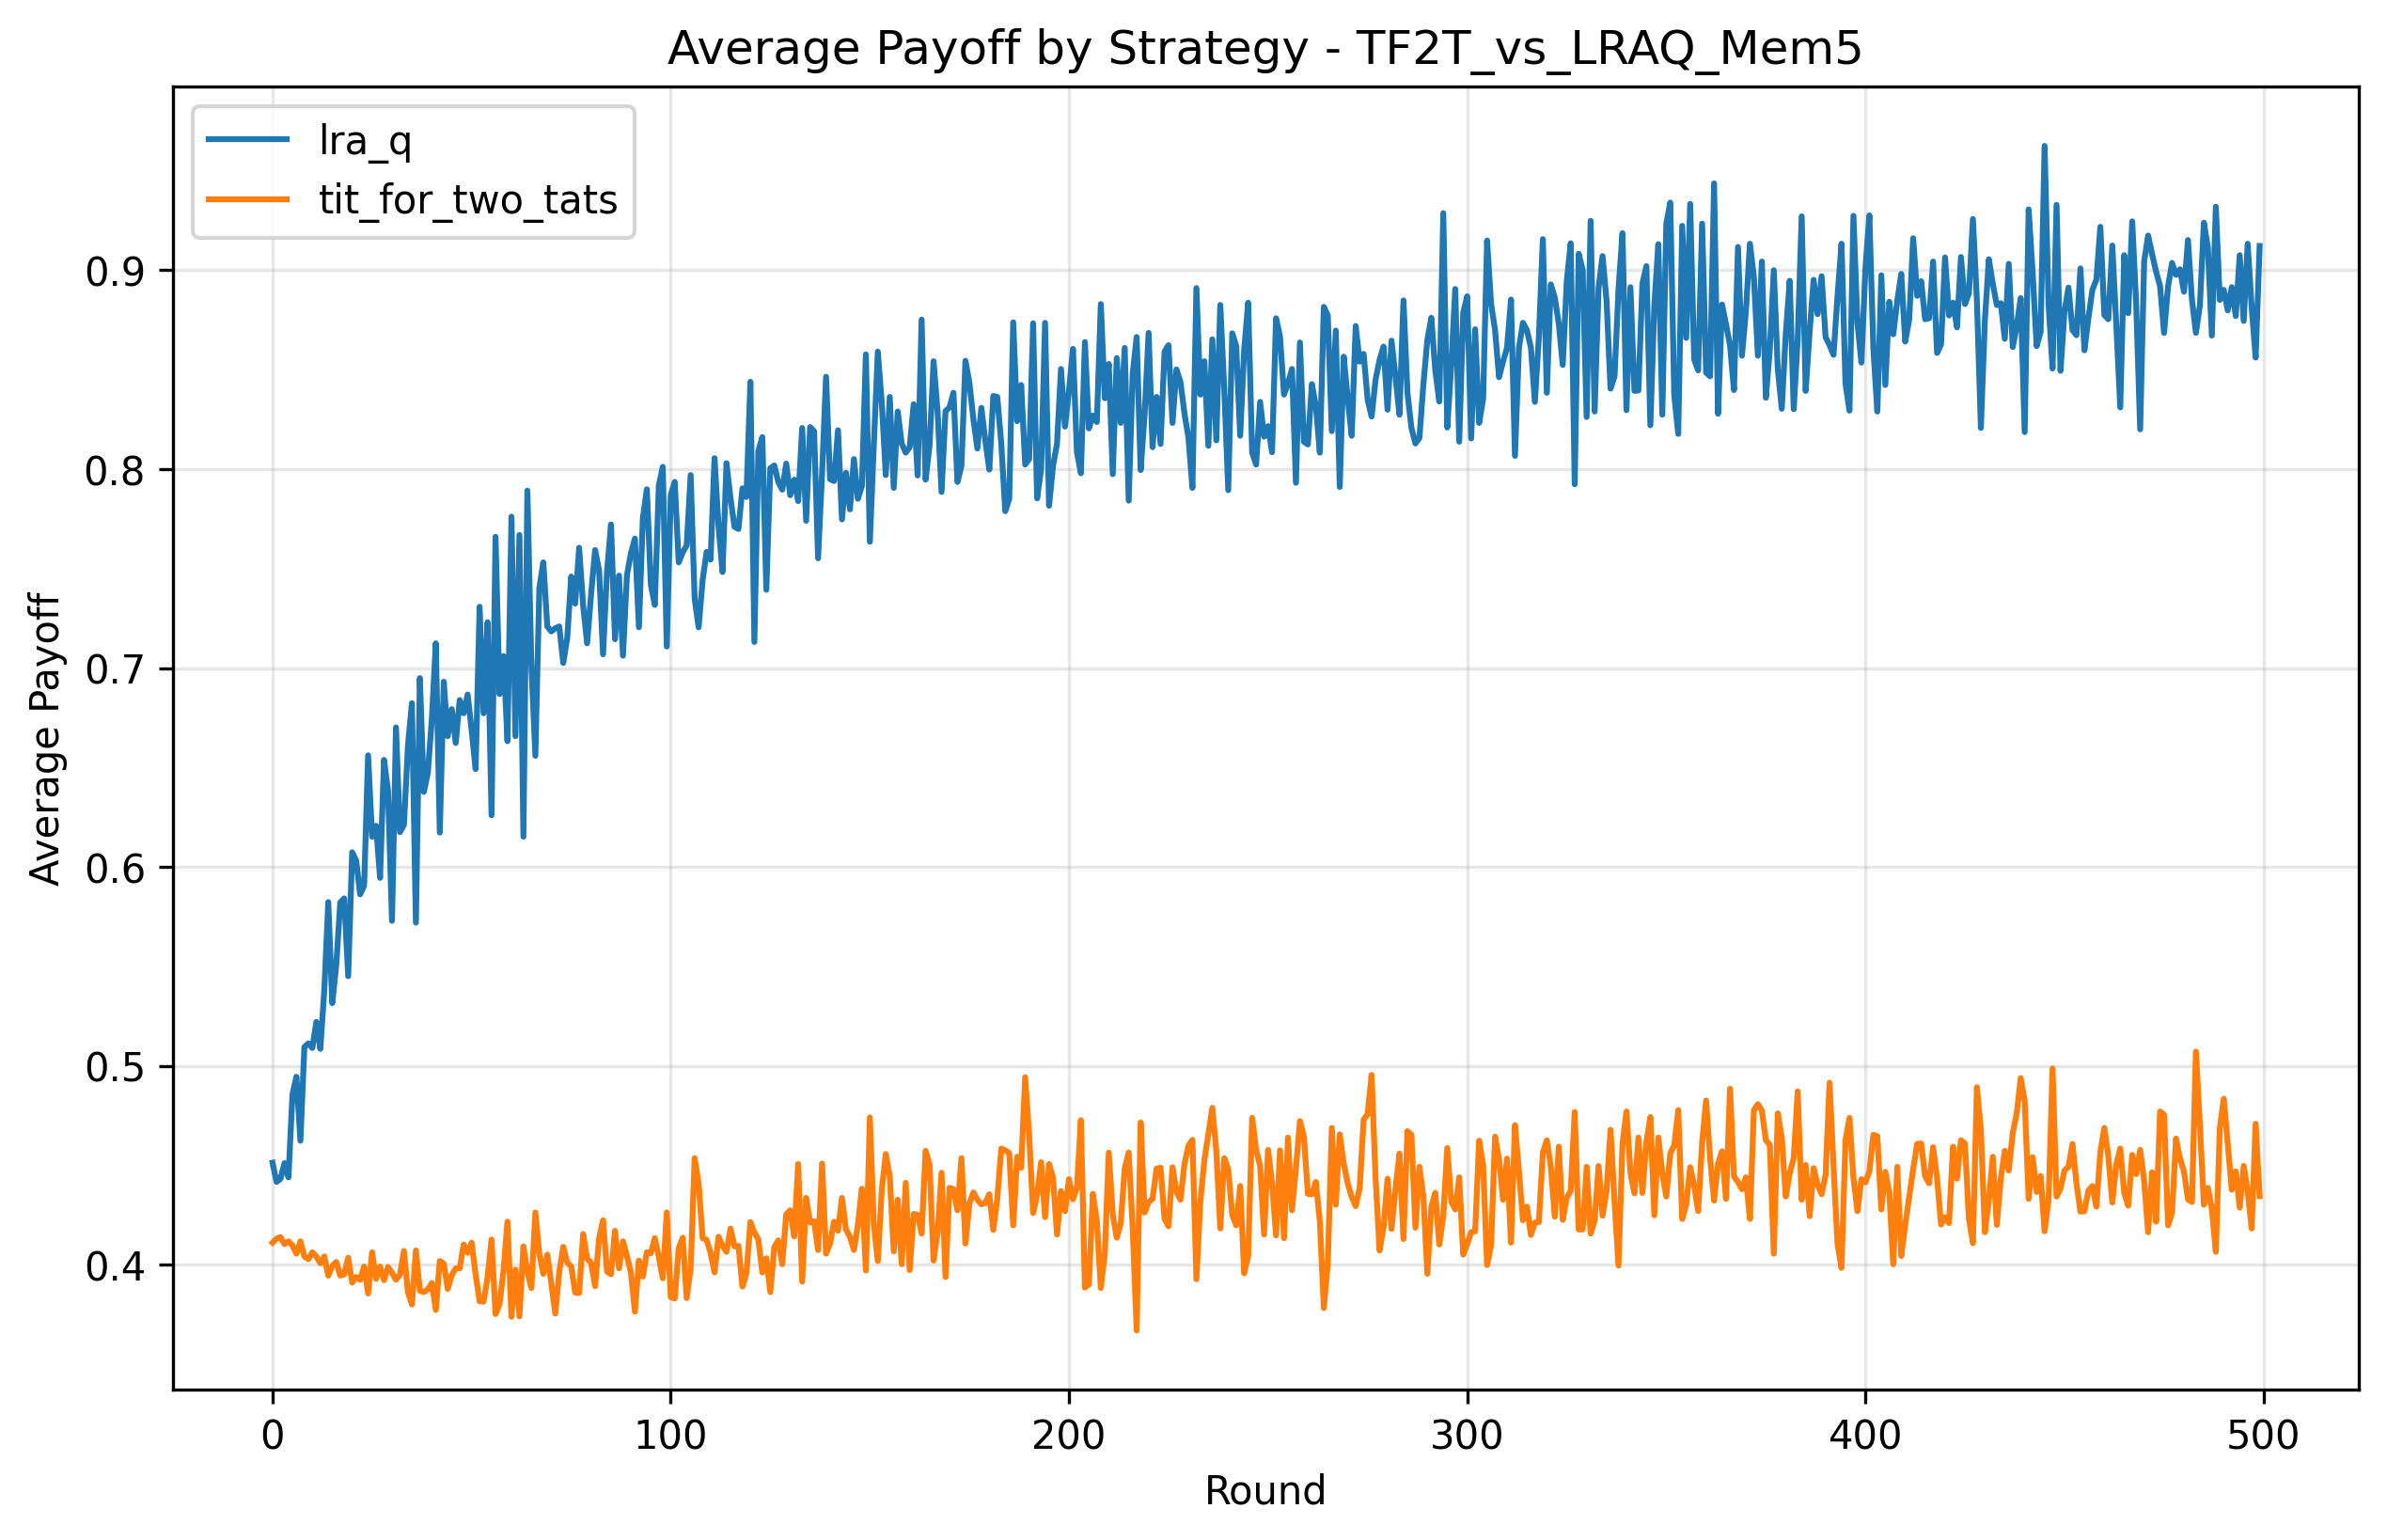 Average Payoff by Strategy - TF2T_vs_LRAQ_Mem5
lra_q
tit_for_two_tats
Average Payoff
0.9
0.8
0.7
0.6
0.5
0.4
0 100 200 300 400 500
Round